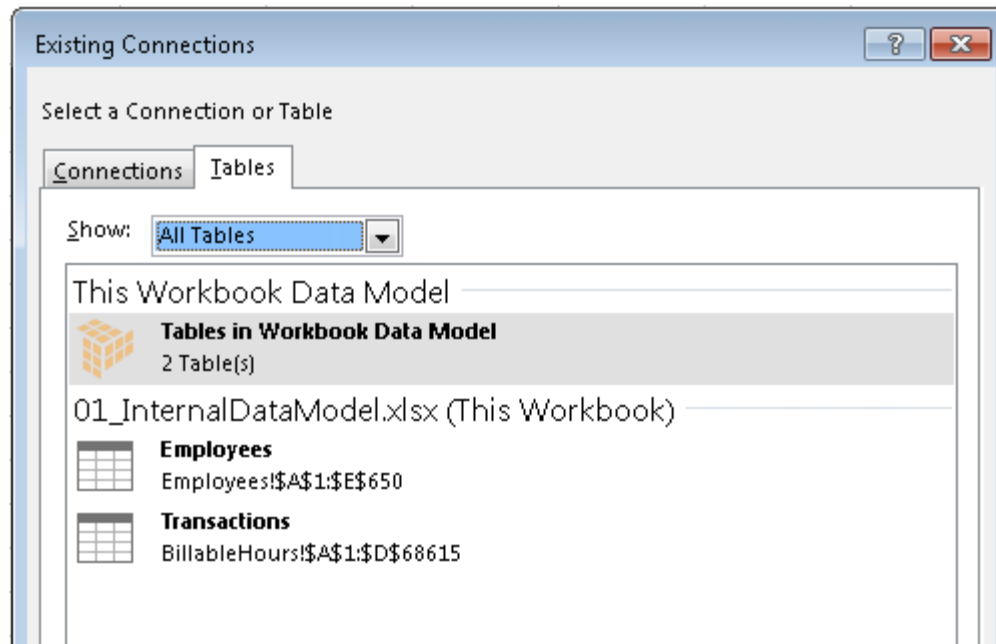 Existing Connections
Select a Connection or Table
Connections Tables
Show: All Tables
This Workbook Data Model
Tables in Workbook Data Model
2 Table(s)
01_InternalDataModel.xlsx (This Workbook)
Employees
Employees!$A$1:$E$650
Transactions
BillableHours!$A$1:$D$68615